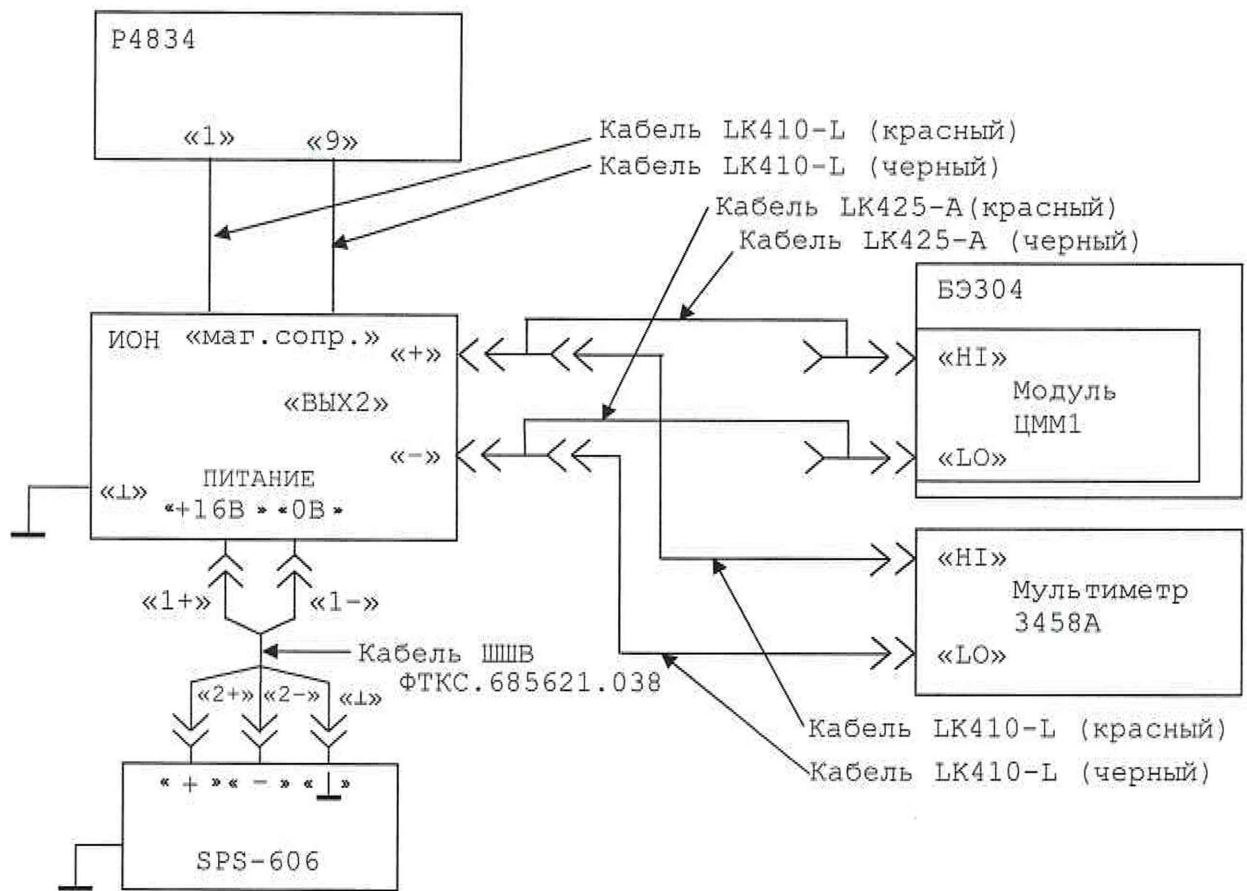 Р4834
«1» «9»
Кабель LK410-L (красный)
Кабель LK410-L (черный)
Кабель LK425-A(красный)
Кабель LK425-A (черный)
ИОН «маг.сопр.»
«+»
«ВЫХ2»
«-»
ПИТАНИЕ
«⊥»
«+16В » «0В »
БЭ304
«HI»
Модуль
ЦММ1
«LO»
«HI»
Мультиметр
3458А
«LO»
«1+» «1-»
Кабель ШШВ
ФТКС.685621.038
«2+» «2-» «⊥»
Кабель LK410-L (красный)
Кабель LK410-L (черный)
« + » « - » « ⊥ »
SPS-606